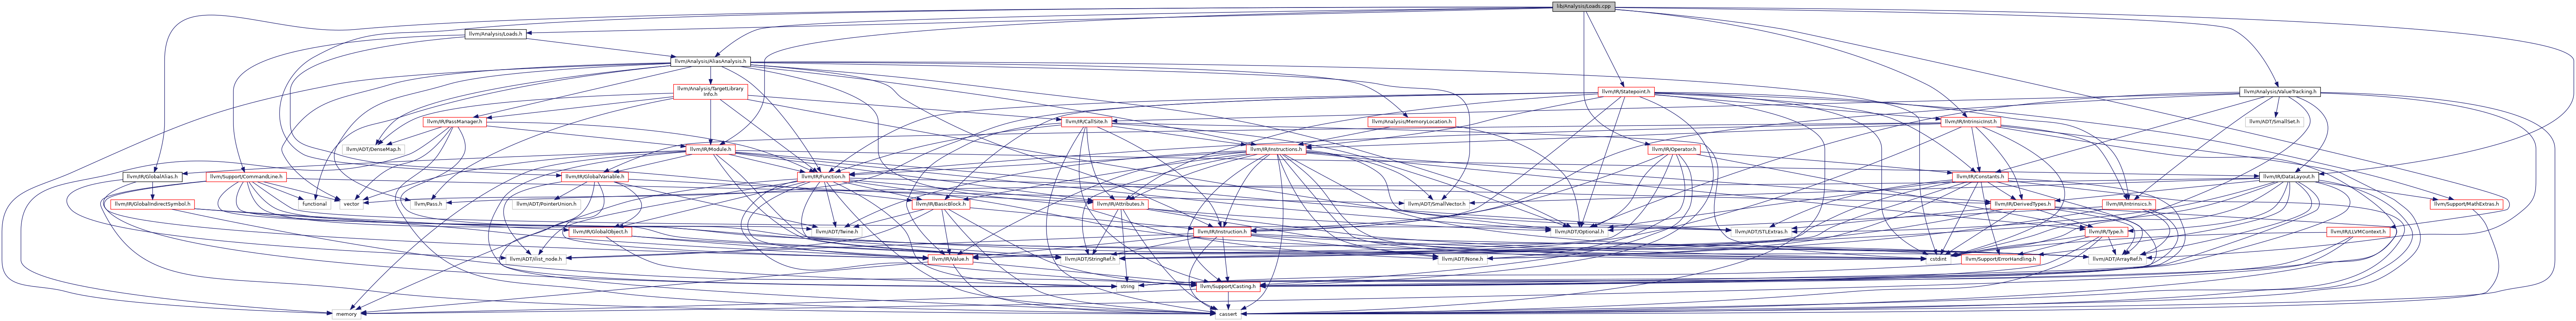 lib/Analysis/Loads.cpp
llvm/Analysis/Loads.h
llvm/Analysis/AliasAnalysis.h
llvm/Analysis/TargetLibrary
Info.h
llvm/IR/Statepoint.h
llvm/Analysis/ValueTracking.h
llvm/IR/PassManager.h
llvm/IR/CallSite.h
llvm/Analysis/MemoryLocation.h
llvm/IR/IntrinsicInst.h
llvm/ADT/SmallSet.h
llvm/ADT/DenseMap.h
llvm/IR/Module.h
llvm/IR/Instructions.h
llvm/IR/Operator.h
llvm/IR/GlobalAlias.h
llvm/Support/CommandLine.h
llvm/IR/GlobalVariable.h
llvm/IR/Function.h
llvm/IR/Constants.h
llvm/IR/DataLayout.h
llvm/IR/GlobalIndirectSymbol.h
functional
vector
llvm/Pass.h
llvm/ADT/PointerUnion.h
llvm/IR/Attributes.h
llvm/IR/BasicBlock.h
llvm/ADT/SmallVector.h
llvm/IR/DerivedTypes.h
llvm/IR/Intrinsics.h
llvm/Support/MathExtras.h
llvm/IR/GlobalObject.h
llvm/ADT/Twine.h
llvm/IR/Instruction.h
llvm/ADT/Optional.h
llvm/ADT/STLExtras.h
llvm/IR/Type.h
llvm/IR/LLVMContext.h
llvm/ADT/ilist_node.h
llvm/IR/Value.h
llvm/ADT/StringRef.h
llvm/ADT/None.h
cstdint
llvm/Support/ErrorHandling.h
llvm/ADT/ArrayRef.h
string
llvm/Support/Casting.h
memory
cassert